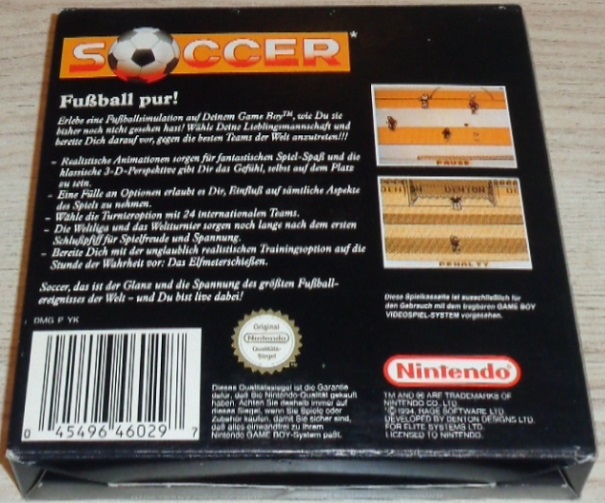 SOCCER*
Fußball pur!
Erlebe eine Fußballsimulation auf Deinem Game Boy™, wie Du sie
bisher noch nicht gesehen hast! Wähle Deine Lieblingsmannschaft und
bereite Dich darauf vor, gegen die besten Teams der Welt anzutreten!!!
- Realistische Animationen sorgen für fantastischen Spiel-Spaß und die
klassische 3-D-Perspektive gibt Dir das Gefühl, selbst auf dem Platz
zu sein.
- Eine Fülle an Optionen erlaubt es Dir, Einfluß auf sämtliche Aspekte
des Spiels zu nehmen.
- Wähle die Turnieroption mit 24 internationalen Teams.
- Die Weltliga und das Weltturnier sorgen noch lange nach dem ersten
Schlußpfiff für Spielfreude und Spannung.
- Bereite Dich mit der unglaublich realistischen Trainingsoption auf die
Stunde der Wahrheit vor: Das Elfmeterschießen.
Soccer, das ist der Glanz und die Spannung des größten Fußball-
ereignisses der Welt – und Du bist live dabei!
DMG P YK
PAUSE
DENTON
PENALTY
Diese Spielkassette ist ausschließlich für
den Gebrauch mit dem tragbaren GAME BOY
VIDEOSPIEL-SYSTEM vorgesehen.
Original
Nintendo
Qualitäts-
Siegel
0 45496 46029 7
Dieses Qualitätssiegel ist die Garantie
dafür, daß Sie Nintendo-Qualität gekauft
haben. Achten Sie deshalb immer auf
dieses Siegel, wenn Sie Spiele oder
Zubehör kaufen, damit Sie sicher sind,
daß alles einwandfrei zu Ihrem
Nintendo GAME BOY-System paßt.
Nintendo®
TM AND ® ARE TRADEMARKS OF
NINTENDO CO., LTD.
*©1994, RAGE SOFTWARE LTD
DEVELOPED BY DENTON DESIGNS LTD.
FOR ELITE SYSTEMS LTD.
LICENSED TO NINTENDO.